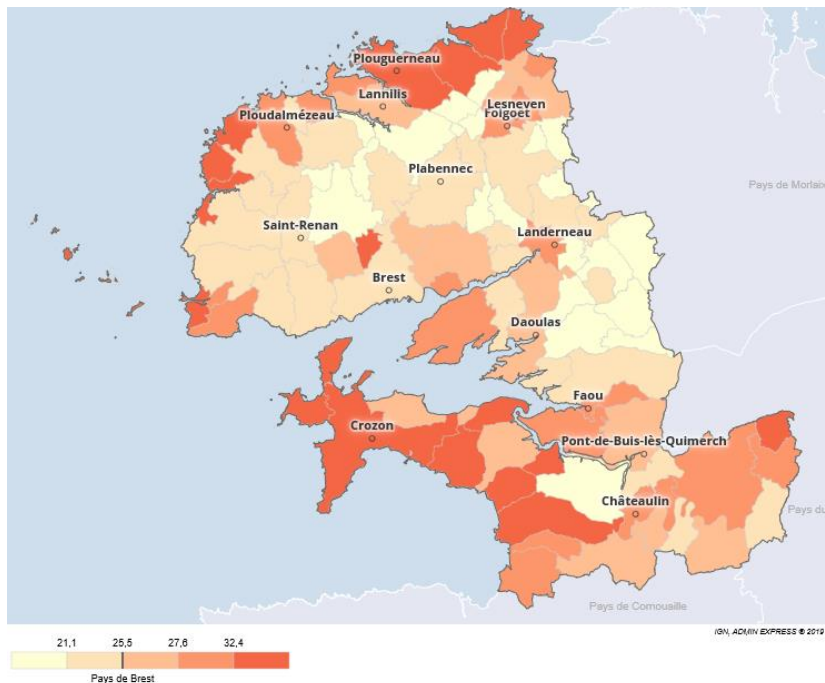 Plouguerneau
Lannilis
Lesneven
Folgoet
Ploudalmézeau
Plabennec
Pays de Morlaix
Saint-Renan
Landerneau
Brest
Daoulas
Faou
Crozon
Pont-de-Buis-lès-Quimerch
Châteaulin
Pays du
Pays de Cornouaille
IGN, ADMIN EXPRESS ® 2019
21,1 25,5 27,6 32,4
Pays de Brest